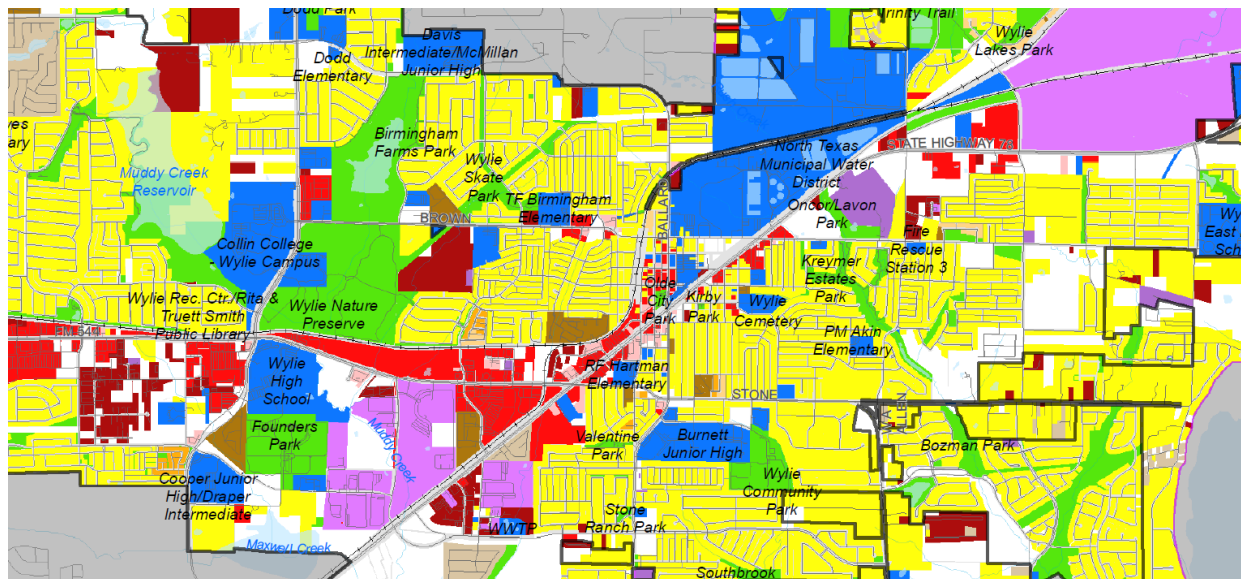 Dodd Park
Trinity Trail
Davis
Intermediate/McMillan
Junior High
Wylie
Lakes Park
Dodd
Elementary
Creek
STATE HIGHWAY 78
Birmingham
Farms Park
North Texas
Municipal Water
District
Wylie
Skate
Park
Muddy Creek
Reservoir
TF Birmingham
Elementary
Oncor/Lavon
Park
BROWN
BALLARD
Fire
Rescue
Station 3
East
Collin College
- Wylie Campus
Kreymer
Estates
Park
Olde
City
Park
Kirby
Park
Wylie
Cemetery
Wylie Rec. Ctr./Rita &
Truett Smith
Public Library
Wylie Nature
Preserve
FM 544
PM Akin
Elementary
Wylie
High
School
RF Hartman
Elementary
STONE
ALLEN
Founders
Park
Muddy Creek
Valentine
Park
Burnett
Junior High
Bozman Park
Cooper Junior
High/Draper
Intermediate
Wylie
Community
Park
Stone
Ranch Park
WWTP
Maxwell Creek
Southbrook